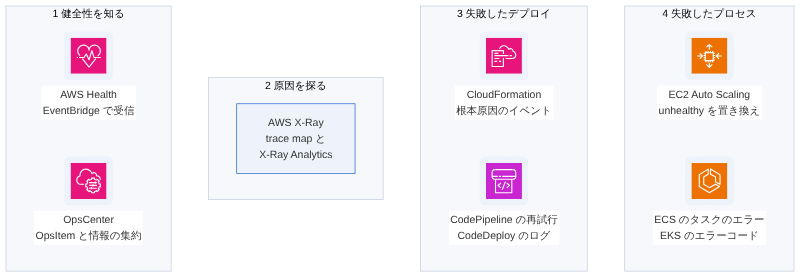 1 健全性を知る
AWS Health
EventBridge で受信
OpsCenter
OpsItem と情報の集約
2 原因を探る
AWS X-Ray
trace map と
X-Ray Analytics
3 失敗したデプロイ
CloudFormation
根本原因のイベント
CodePipeline の再試行
CodeDeploy のログ
4 失敗したプロセス
EC2 Auto Scaling
unhealthy を置き換え
ECS のタスクのエラー
EKS のエラーコード